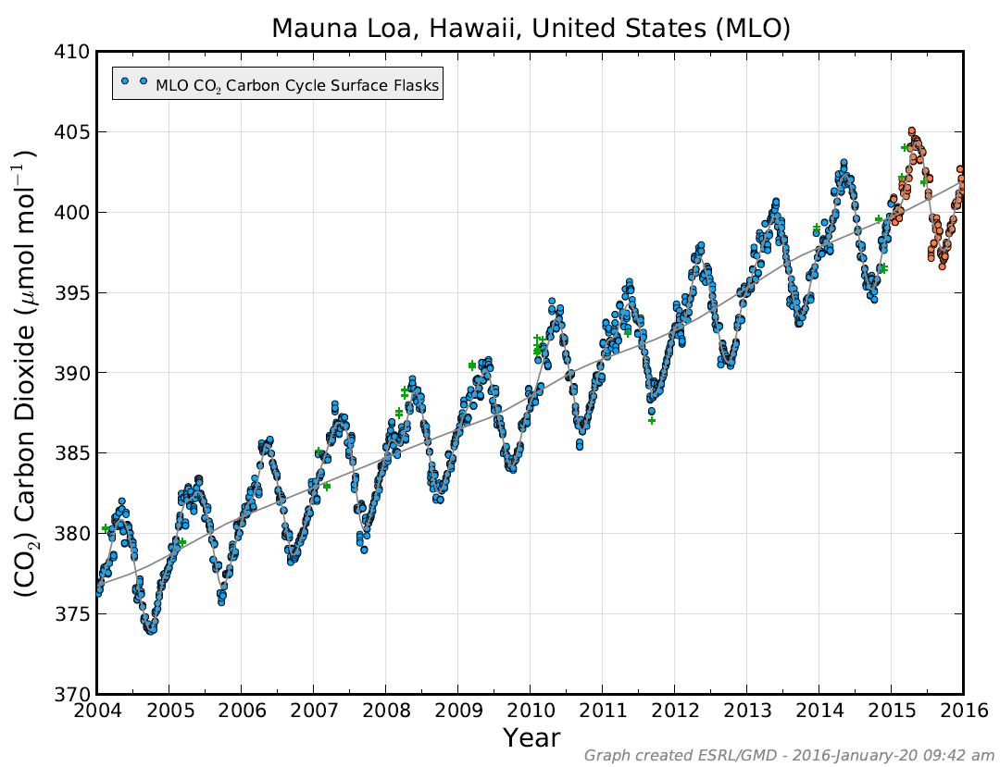 Mauna Loa, Hawaii, United States (MLO)
MLO CO₂ Carbon Cycle Surface Flasks
(CO₂) Carbon Dioxide (μmol mol⁻¹)
410
405
400
395
390
385
380
375
370
2004 2005 2006 2007 2008 2009 2010 2011 2012 2013 2014 2015 2016
Year
Graph created ESRL/GMD - 2016-January-20 09:42 am